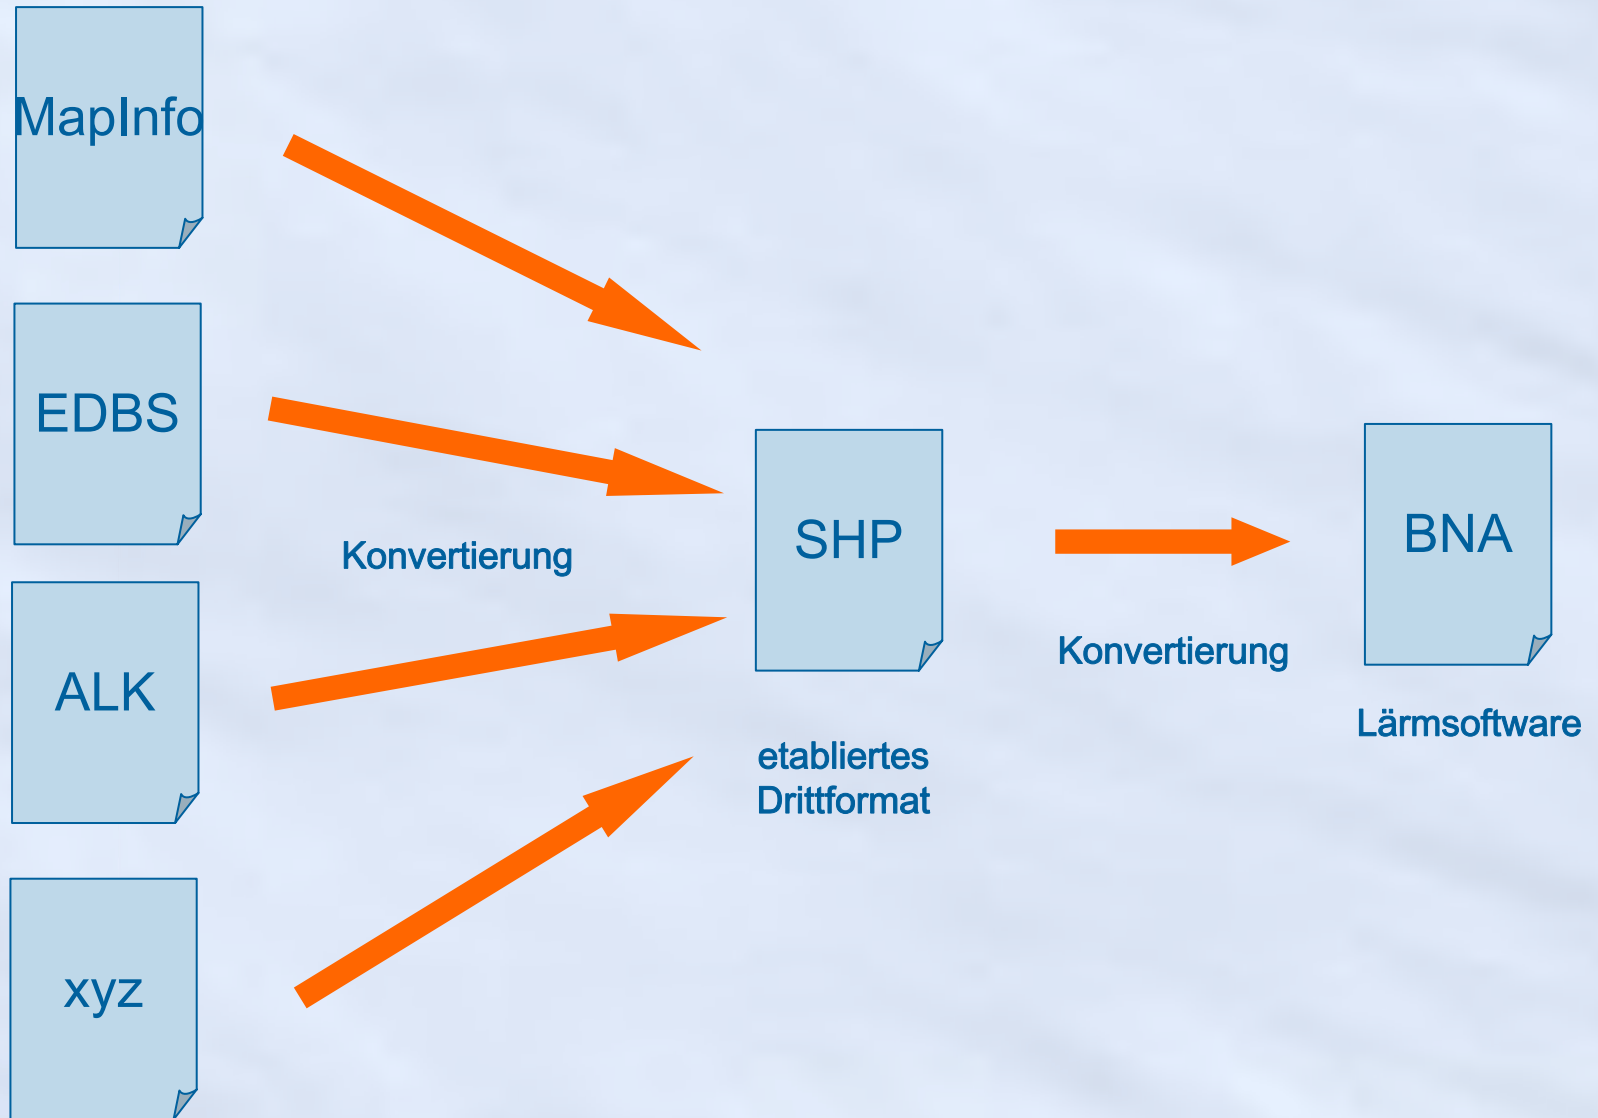 MapInfo
EDBS
Konvertierung
ALK
xyz
SHP
etabliertes
Drittformat
Konvertierung
BNA
Lärmsoftware